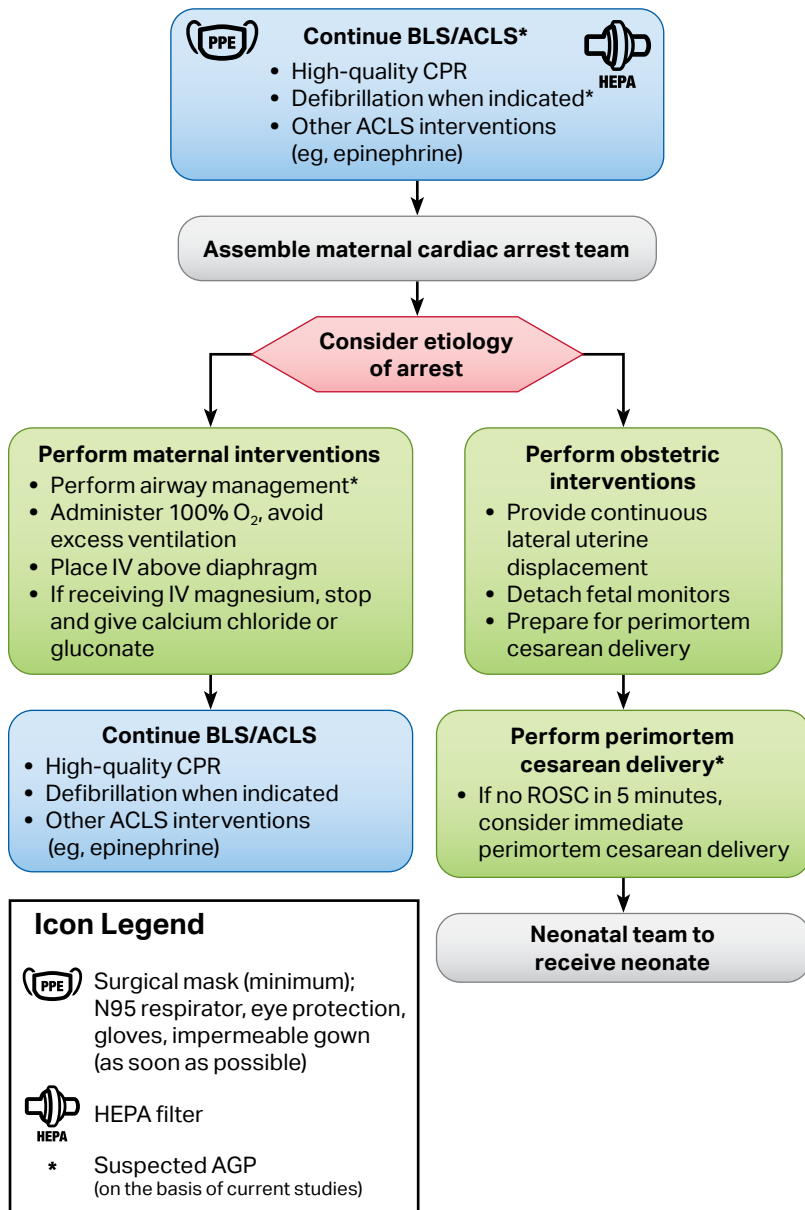 PPE
Continue BLS/ACLS*
HEPA
• High-quality CPR
• Defibrillation when indicated*
• Other ACLS interventions
(eg, epinephrine)
Assemble maternal cardiac arrest team
Consider etiology
of arrest
Perform maternal interventions
• Perform airway management*
• Administer 100% O₂, avoid
excess ventilation
• Place IV above diaphragm
• If receiving IV magnesium, stop
and give calcium chloride or
gluconate
Continue BLS/ACLS
• High-quality CPR
• Defibrillation when indicated
• Other ACLS interventions
(eg, epinephrine)
Perform obstetric
interventions
• Provide continuous
lateral uterine
displacement
• Detach fetal monitors
• Prepare for perimortem
cesarean delivery
Perform perimortem
cesarean delivery*
• If no ROSC in 5 minutes,
consider immediate
perimortem cesarean delivery
Neonatal team to
receive neonate
Icon Legend
PPE
Surgical mask (minimum);
N95 respirator, eye protection,
gloves, impermeable gown
(as soon as possible)
HEPA
HEPA filter
* Suspected AGP
(on the basis of current studies)